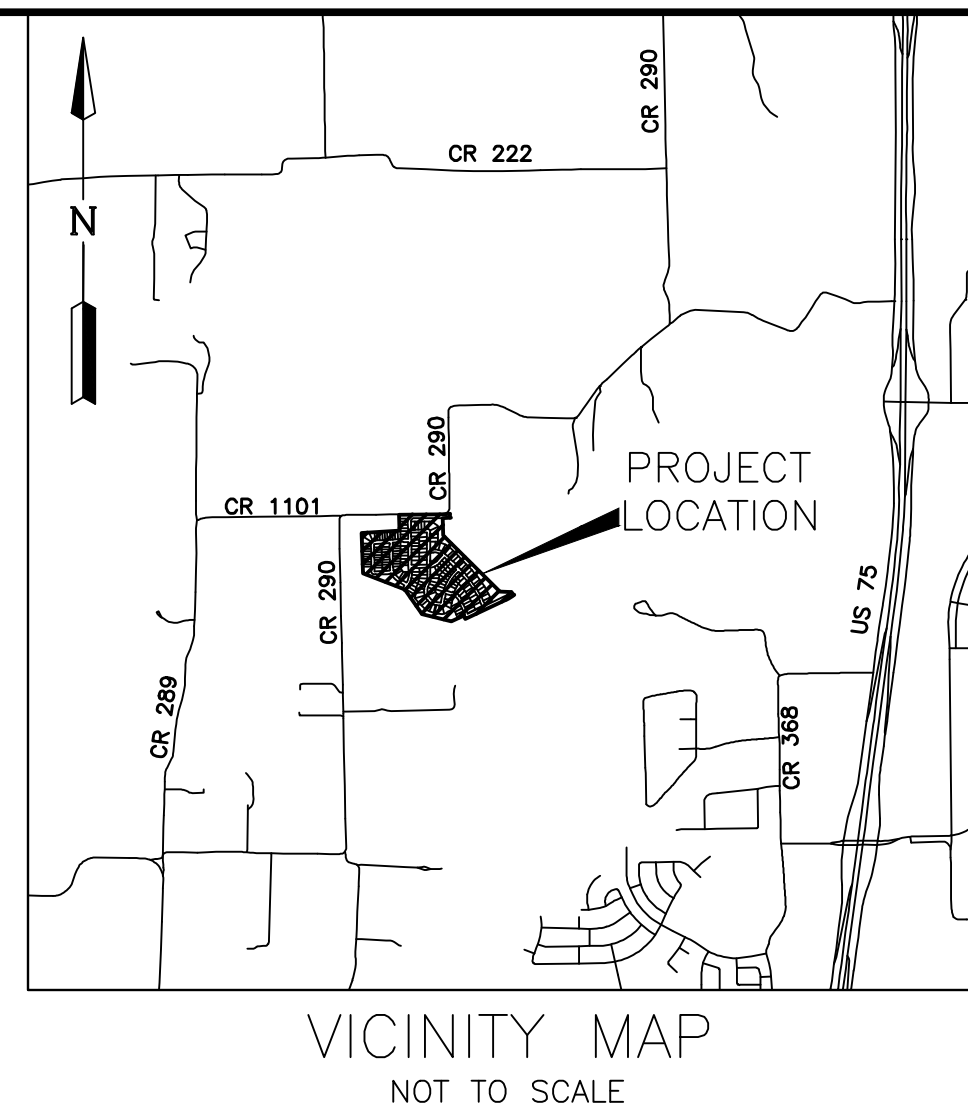 CR 290
CR 222
N
CR 290
PROJECT
LOCATION
CR 1101
CR 290
US 75
CR 289
CR 368
VICINITY MAP
NOT TO SCALE